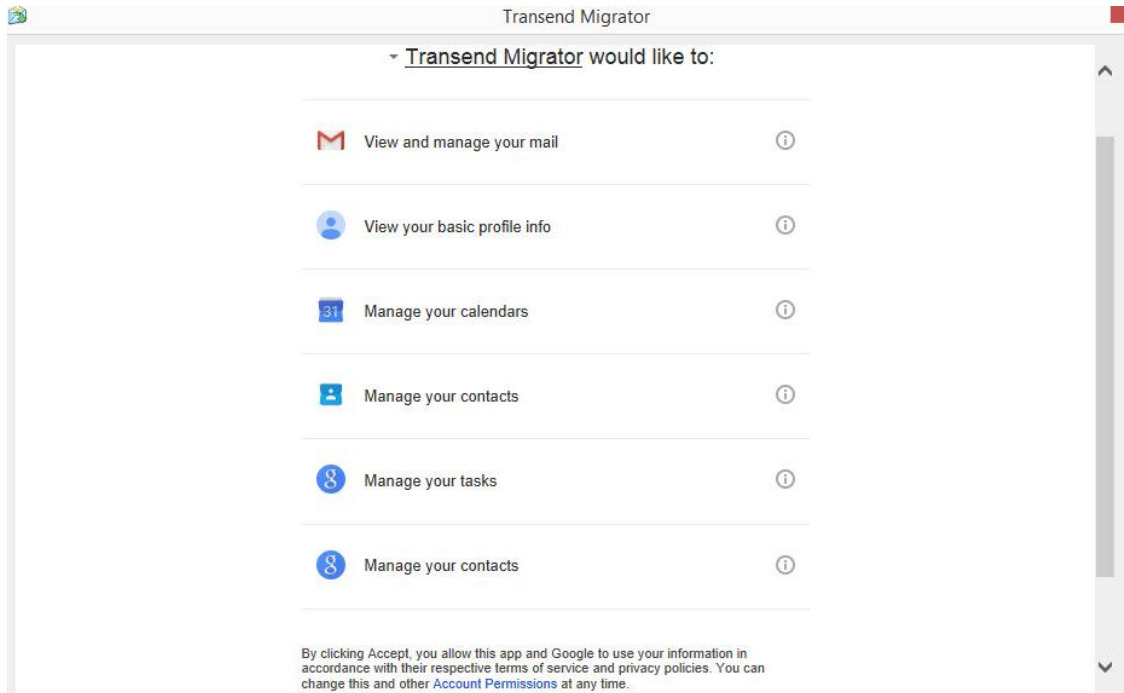 Transend Migrator
Transend Migrator would like to:
View and manage your mail
View your basic profile info
31
Manage your calendars
Manage your contacts
8
Manage your tasks
8
Manage your contacts
By clicking Accept, you allow this app and Google to use your information in
accordance with their respective terms of service and privacy policies. You can
change this and other Account Permissions at any time.